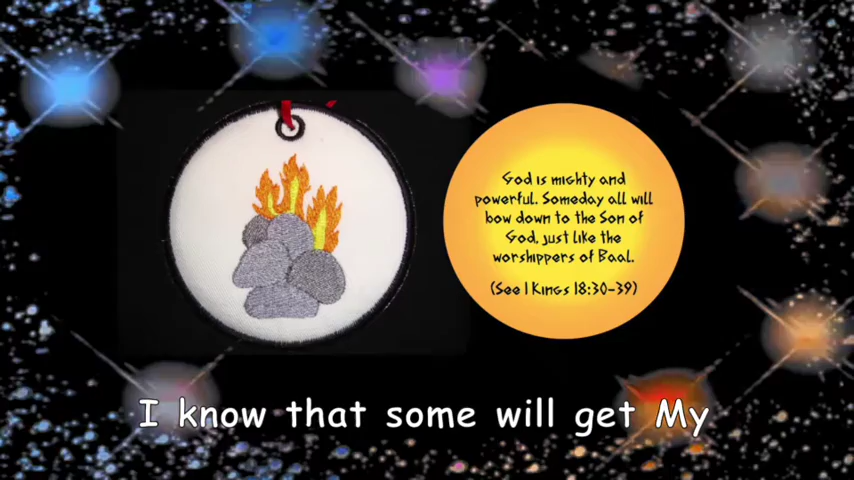 God is mighty and
powerful. Someday all will
bow down to the Son of
God, just like the
worshippers of Baal.
(See 1 Kings 18:30-39)
I know that some will get My